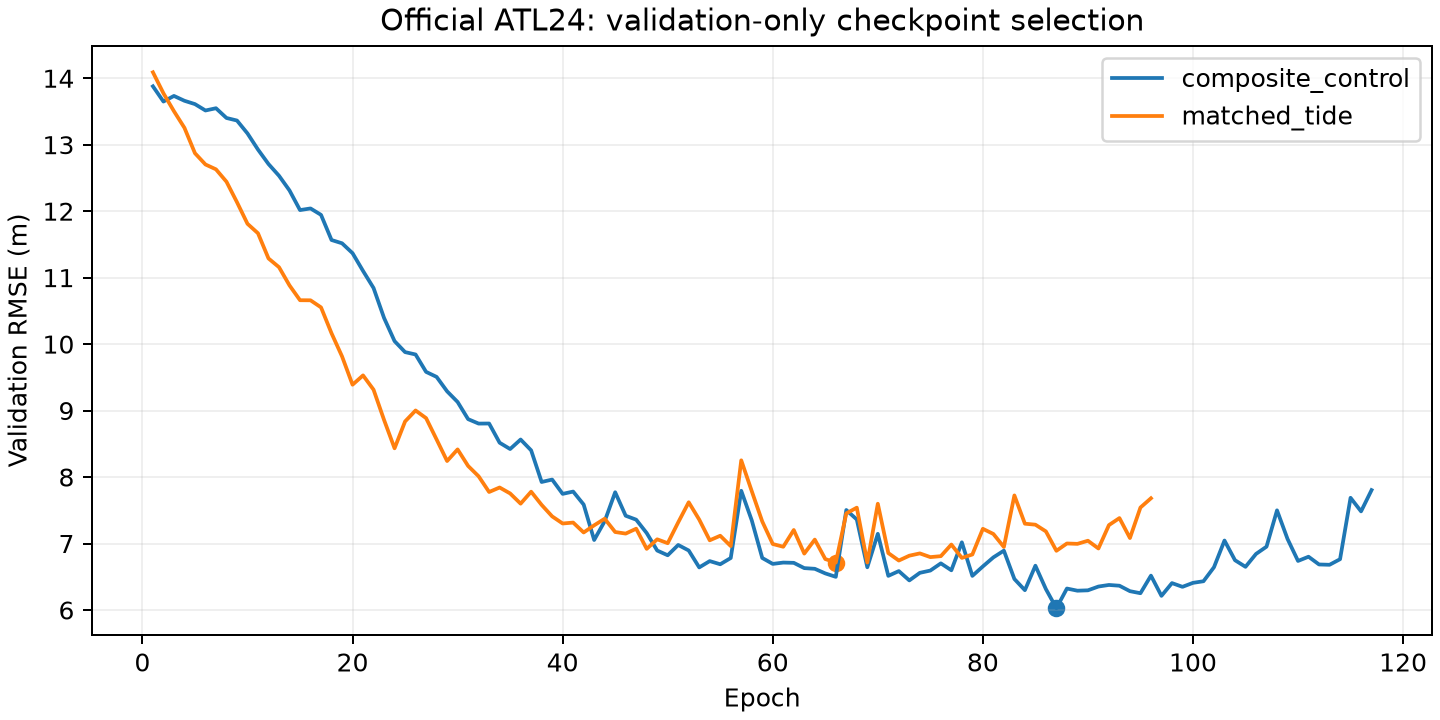 Official ATL24: validation-only checkpoint selection
composite_control
matched_tide
Validation RMSE (m)
14
13
12
11
10
9
8
7
6
0 20 40 60 80 100 120
Epoch